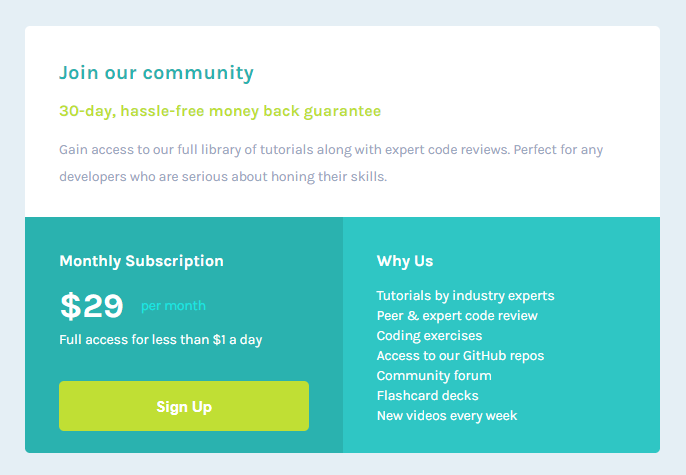 Join our community
30-day, hassle-free money back guarantee
Gain access to our full library of tutorials along with expert code reviews. Perfect for any
developers who are serious about honing their skills.
Monthly Subscription
$29 per month
Full access for less than $1 a day
Sign Up
Why Us
Tutorials by industry experts
Peer & expert code review
Coding exercises
Access to our GitHub repos
Community forum
Flashcard decks
New videos every week